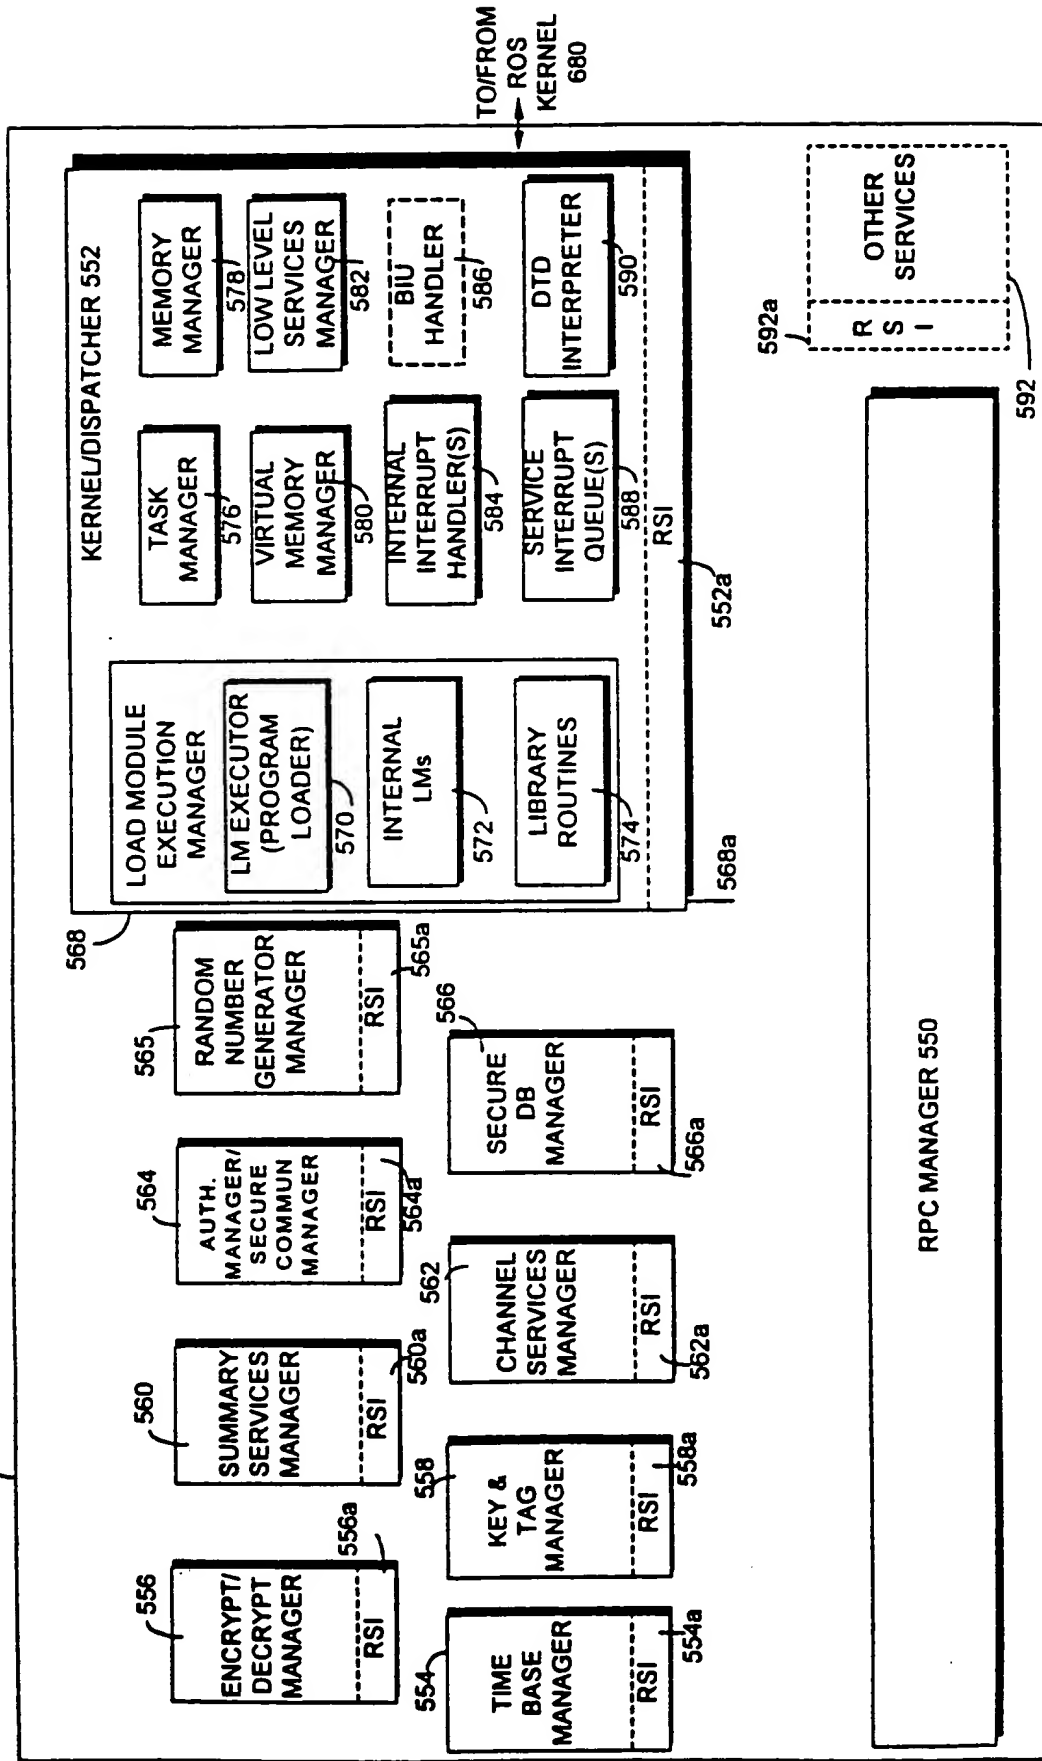 KERNEL/DISPATCHER 552
LOAD MODULE
EXECUTION
MANAGER
568
LM EXECUTOR
(PROGRAM
LOADER)
570
INTERNAL
LMs
572
LIBRARY
ROUTINES
574
568a
TASK
MANAGER
576
MEMORY
MANAGER
578
VIRTUAL
MEMORY
MANAGER
580
LOW LEVEL
SERVICES
MANAGER
582
INTERNAL
INTERRUPT
HANDLER(S)
584
BIU
HANDLER
586
SERVICE
INTERRUPT
QUEUE(S)
588
DTD
INTERPRETER
590
RSI
552a
TO/FROM
ROS
KERNEL
680
556
ENCRYPT/
DECRYPT
MANAGER
RSI
556a
560
SUMMARY
SERVICES
MANAGER
RSI
560a
564
AUTH.
MANAGER/
SECURE
COMMUN
MANAGER
RSI
564a
565
RANDOM
NUMBER
GENERATOR
MANAGER
RSI
565a
554
TIME
BASE
MANAGER
RSI
554a
558
KEY &
TAG
MANAGER
RSI
558a
562
CHANNEL
SERVICES
MANAGER
RSI
562a
566
SECURE
DB
MANAGER
RSI
566a
592a
R
S
I
OTHER
SERVICES
592
RPC MANAGER 550